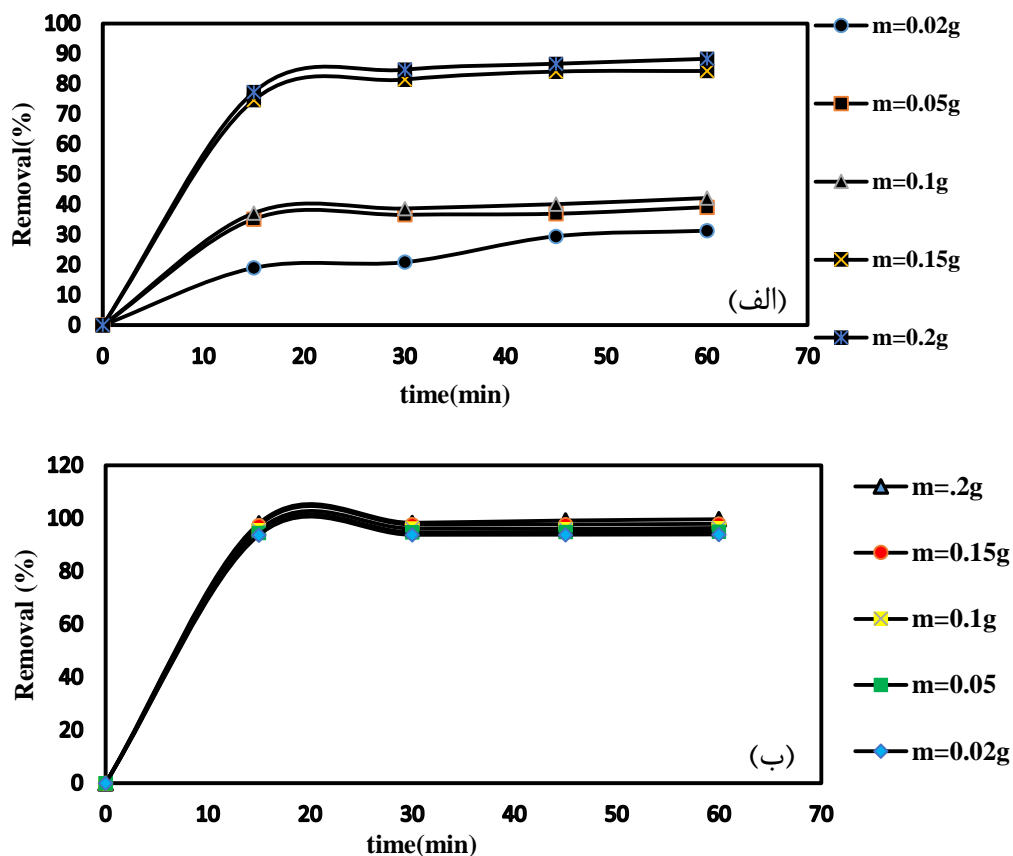 Removal(%)
100
90
80
70
60
50
40
30
20
10
0
0 10 20 30 40 50 60 70
time(min)
(الف)
m=0.02g
m=0.05g
m=0.1g
m=0.15g
m=0.2g
Removal (%)
120
100
80
60
40
20
0
0 10 20 30 40 50 60 70
time(min)
(ب)
m=.2g
m=0.15g
m=0.1g
m=0.05
m=0.02g